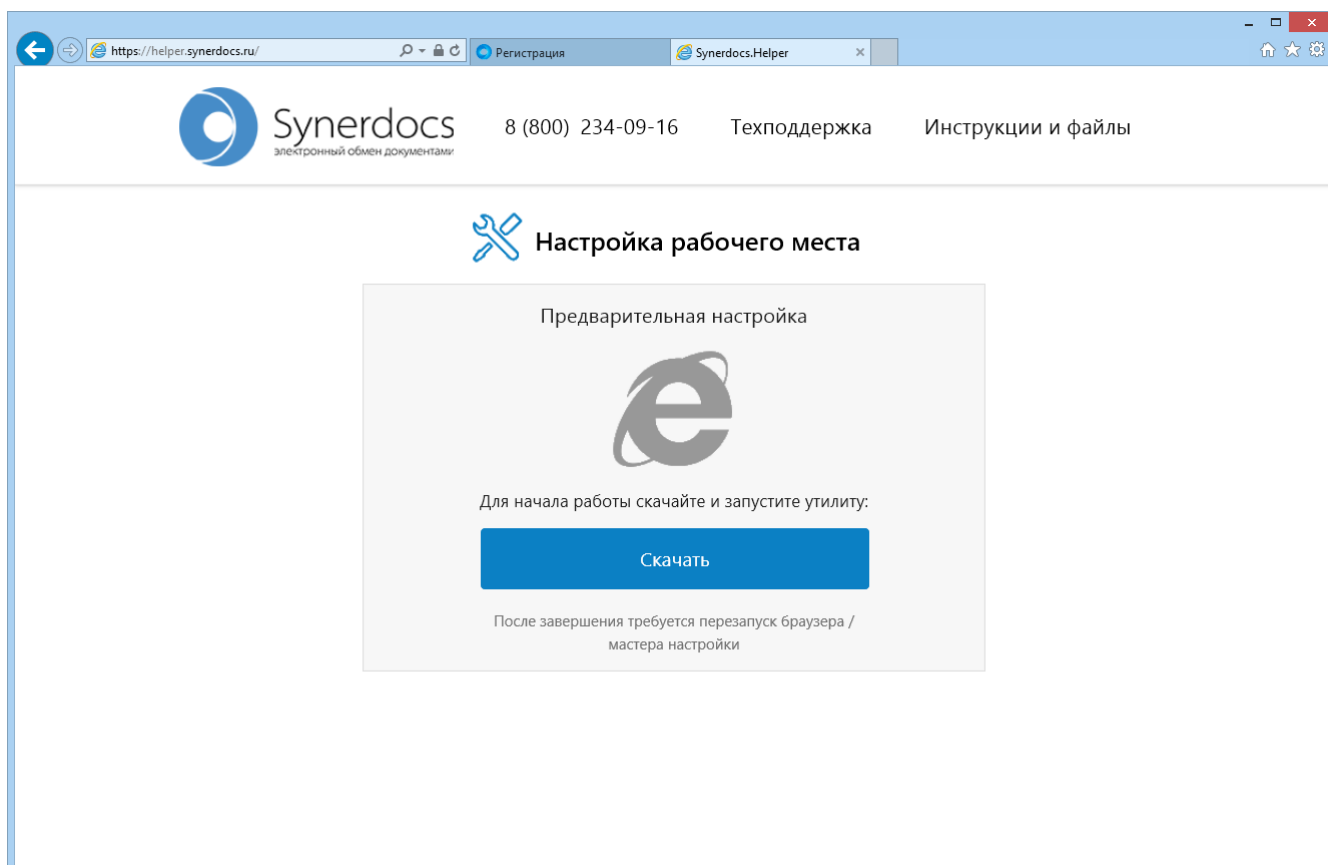 https://helper.synerdocs.ru/
Регистрация
Synerdocs.Helper
Synerdocs
электронный обмен документами
8 (800) 234-09-16
Техподдержка
Инструкции и файлы
Настройка рабочего места
Предварительная настройка
Для начала работы скачайте и запустите утилиту:
Скачать
После завершения требуется перезапуск браузера /
мастера настройки